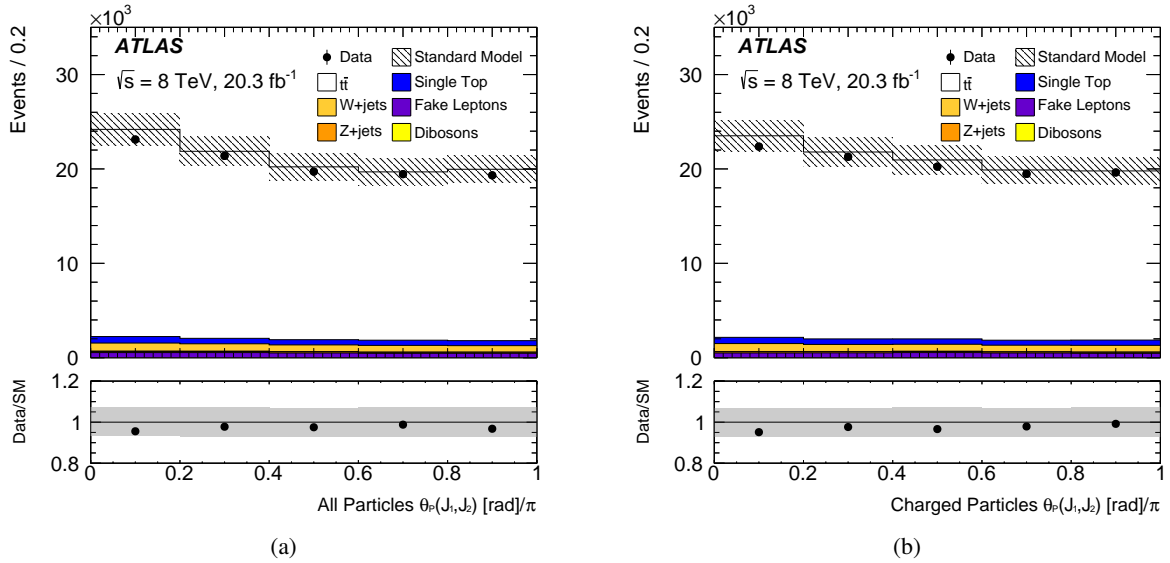 ×10³
Events / 0.2
ATLAS
√s = 8 TeV, 20.3 fb⁻¹
Data
Standard Model
tt̄
Single Top
W+jets
Fake Leptons
Z+jets
Dibosons
30
20
10
0
Data/SM
1.2
1
0.8
0 0.2 0.4 0.6 0.8 1
All Particles θP(J1,J2) [rad]/π
(a)
×10³
Events / 0.2
ATLAS
√s = 8 TeV, 20.3 fb⁻¹
Data
Standard Model
tt̄
Single Top
W+jets
Fake Leptons
Z+jets
Dibosons
30
20
10
0
Data/SM
1.2
1
0.8
0 0.2 0.4 0.6 0.8 1
Charged Particles θP(J1,J2) [rad]/π
(b)